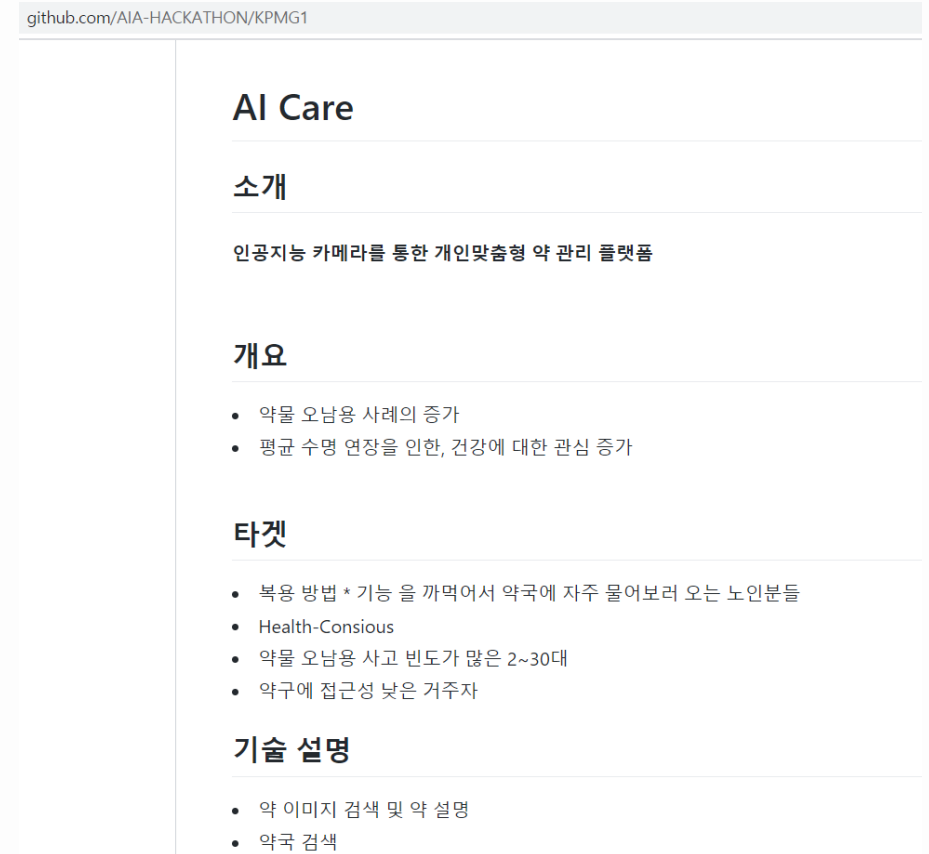 github.com/AIA-HACKATHON/KPMG1
AI Care
소개
인공지능 카메라를 통한 개인맞춤형 약 관리 플랫폼
개요
• 약물 오남용 사례의 증가
• 평균 수명 연장을 인한, 건강에 대한 관심 증가
타겟
• 복용 방법 * 기능 을 까먹어서 약국에 자주 물어보러 오는 노인분들
• Health-Consious
• 약물 오남용 사고 빈도가 많은 2~30대
• 약구에 접근성 낮은 거주자
기술 설명
• 약 이미지 검색 및 약 설명
• 약국 검색